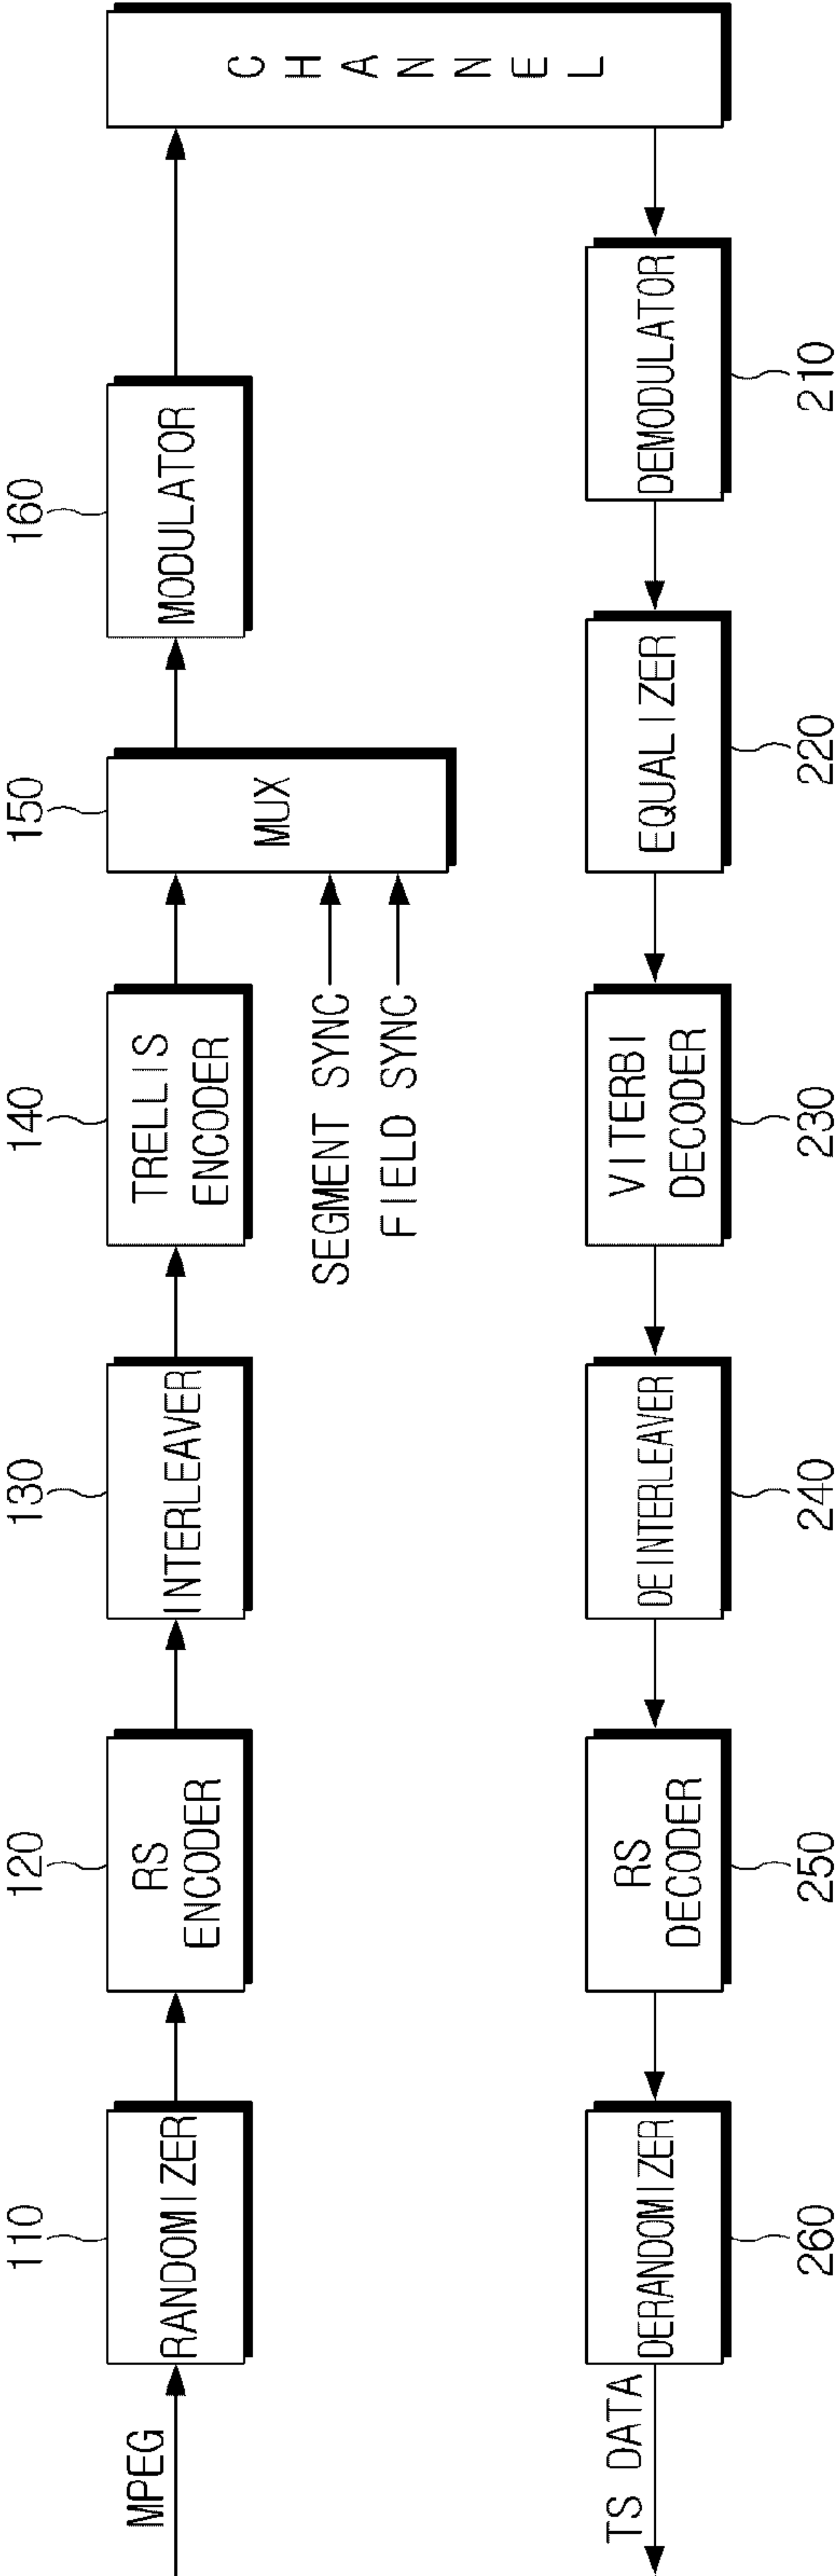 110
120
130
140
150
160
MPEG
RANDOMIZER
RS
ENCODER
INTERLEAVER
TRELLIS
ENCODER
MUX
MODULATOR
CHANNEL
SEGMENT SYNC
FIELD SYNC
TS DATA
DERANDOMIZER
RS
DECODER
DEINTERLEAVER
VITERBI
DECODER
EQUALIZER
DEMODULATOR
260
250
240
230
220
210